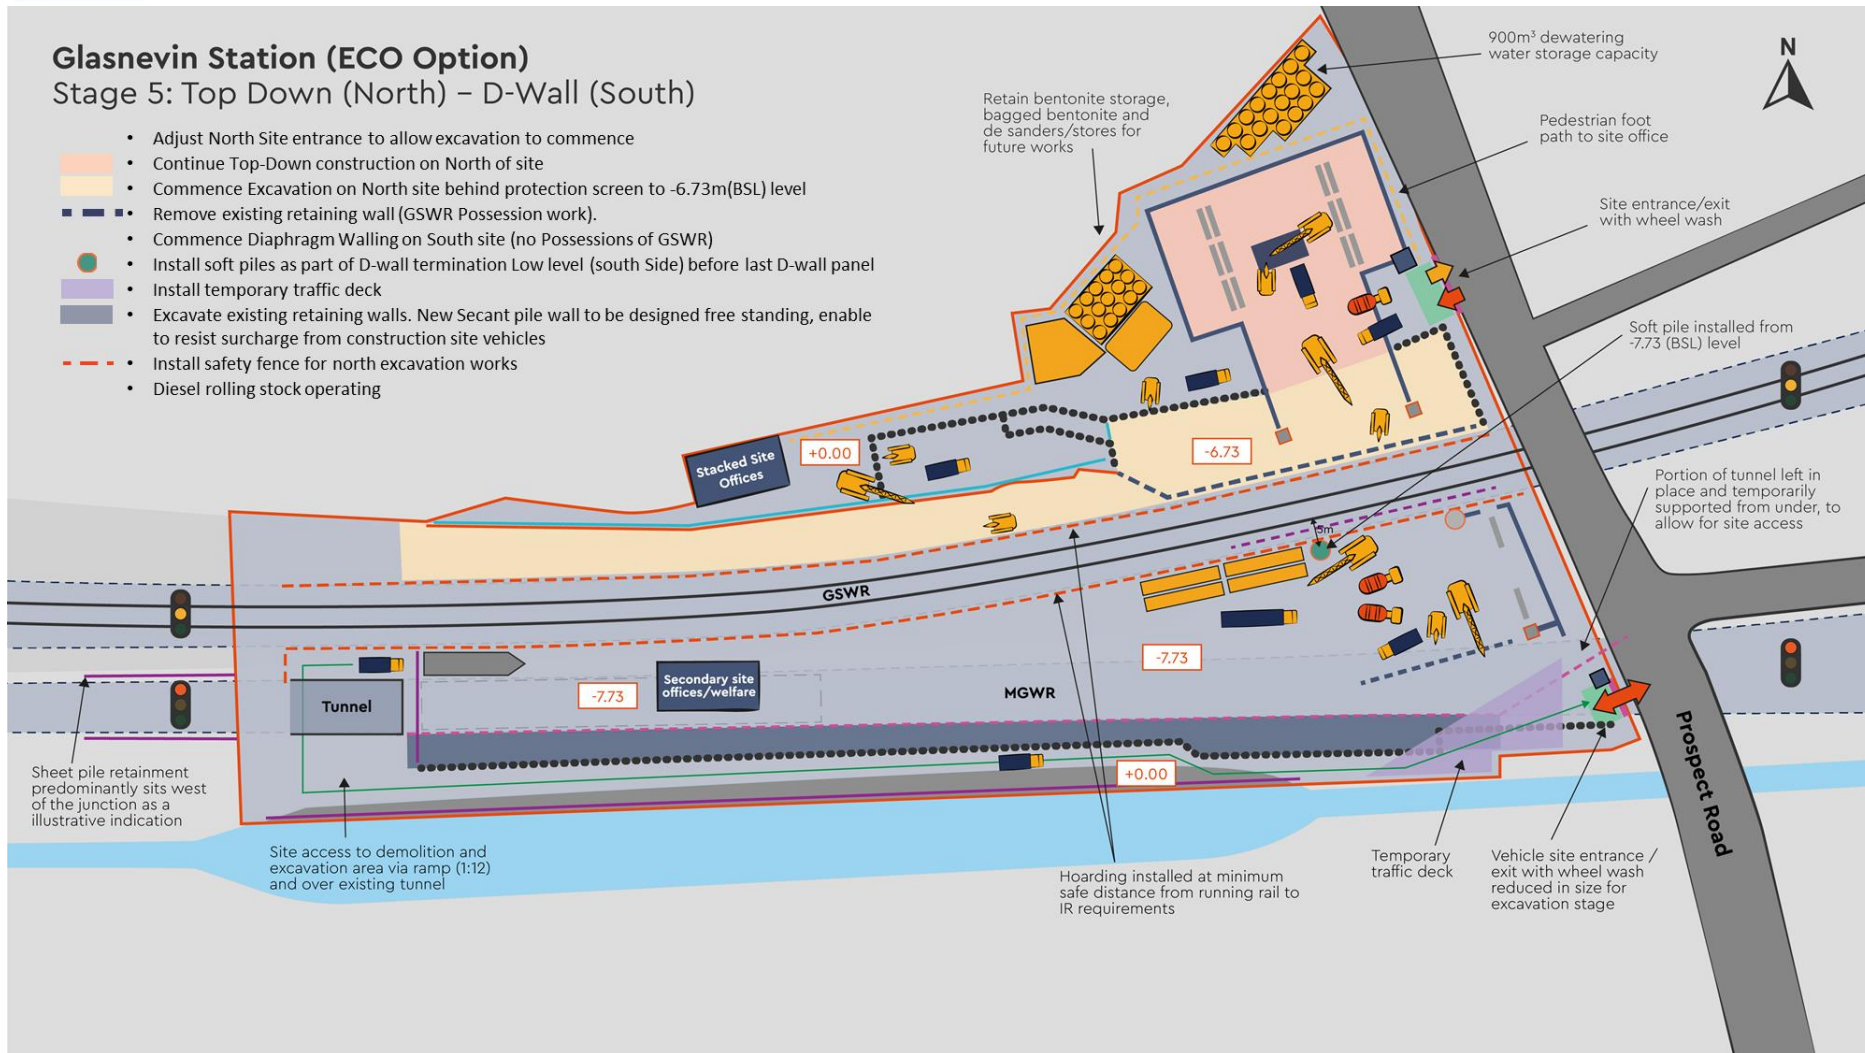 Glasnevin Station (ECO Option)
Stage 5: Top Down (North) – D-Wall (South)
• Adjust North Site entrance to allow excavation to commence
• Continue Top-Down construction on North of site
• Commence Excavation on North site behind protection screen to -6.73m(BSL) level
• Remove existing retaining wall (GSWR Possession work).
• Commence Diaphragm Walling on South site (no Possessions of GSWR)
• Install soft piles as part of D-wall termination Low level (south Side) before last D-wall panel
• Install temporary traffic deck
• Excavate existing retaining walls. New Secant pile wall to be designed free standing, enable
to resist surcharge from construction site vehicles
• Install safety fence for north excavation works
• Diesel rolling stock operating
900m³ dewatering
water storage capacity
N
Retain bentonite storage,
bagged bentonite and
de sanders/stores for
future works
Pedestrian foot
path to site office
Site entrance/exit
with wheel wash
Soft pile installed from
-7.73 (BSL) level
Stacked Site
Offices
+0.00
-6.73
Portion of tunnel left in
place and temporarily
supported from under, to
allow for site access
5m
GSWR
-7.73
Tunnel
-7.73
Secondary site
offices/welfare
MGWR
+0.00
Prospect Road
Sheet pile retainment
predominantly sits west
of the junction as a
illustrative indication
Site access to demolition and
excavation area via ramp (1:12)
and over existing tunnel
Hoarding installed at minimum
safe distance from running rail to
IR requirements
Temporary
traffic deck
Vehicle site entrance /
exit with wheel wash
reduced in size for
excavation stage